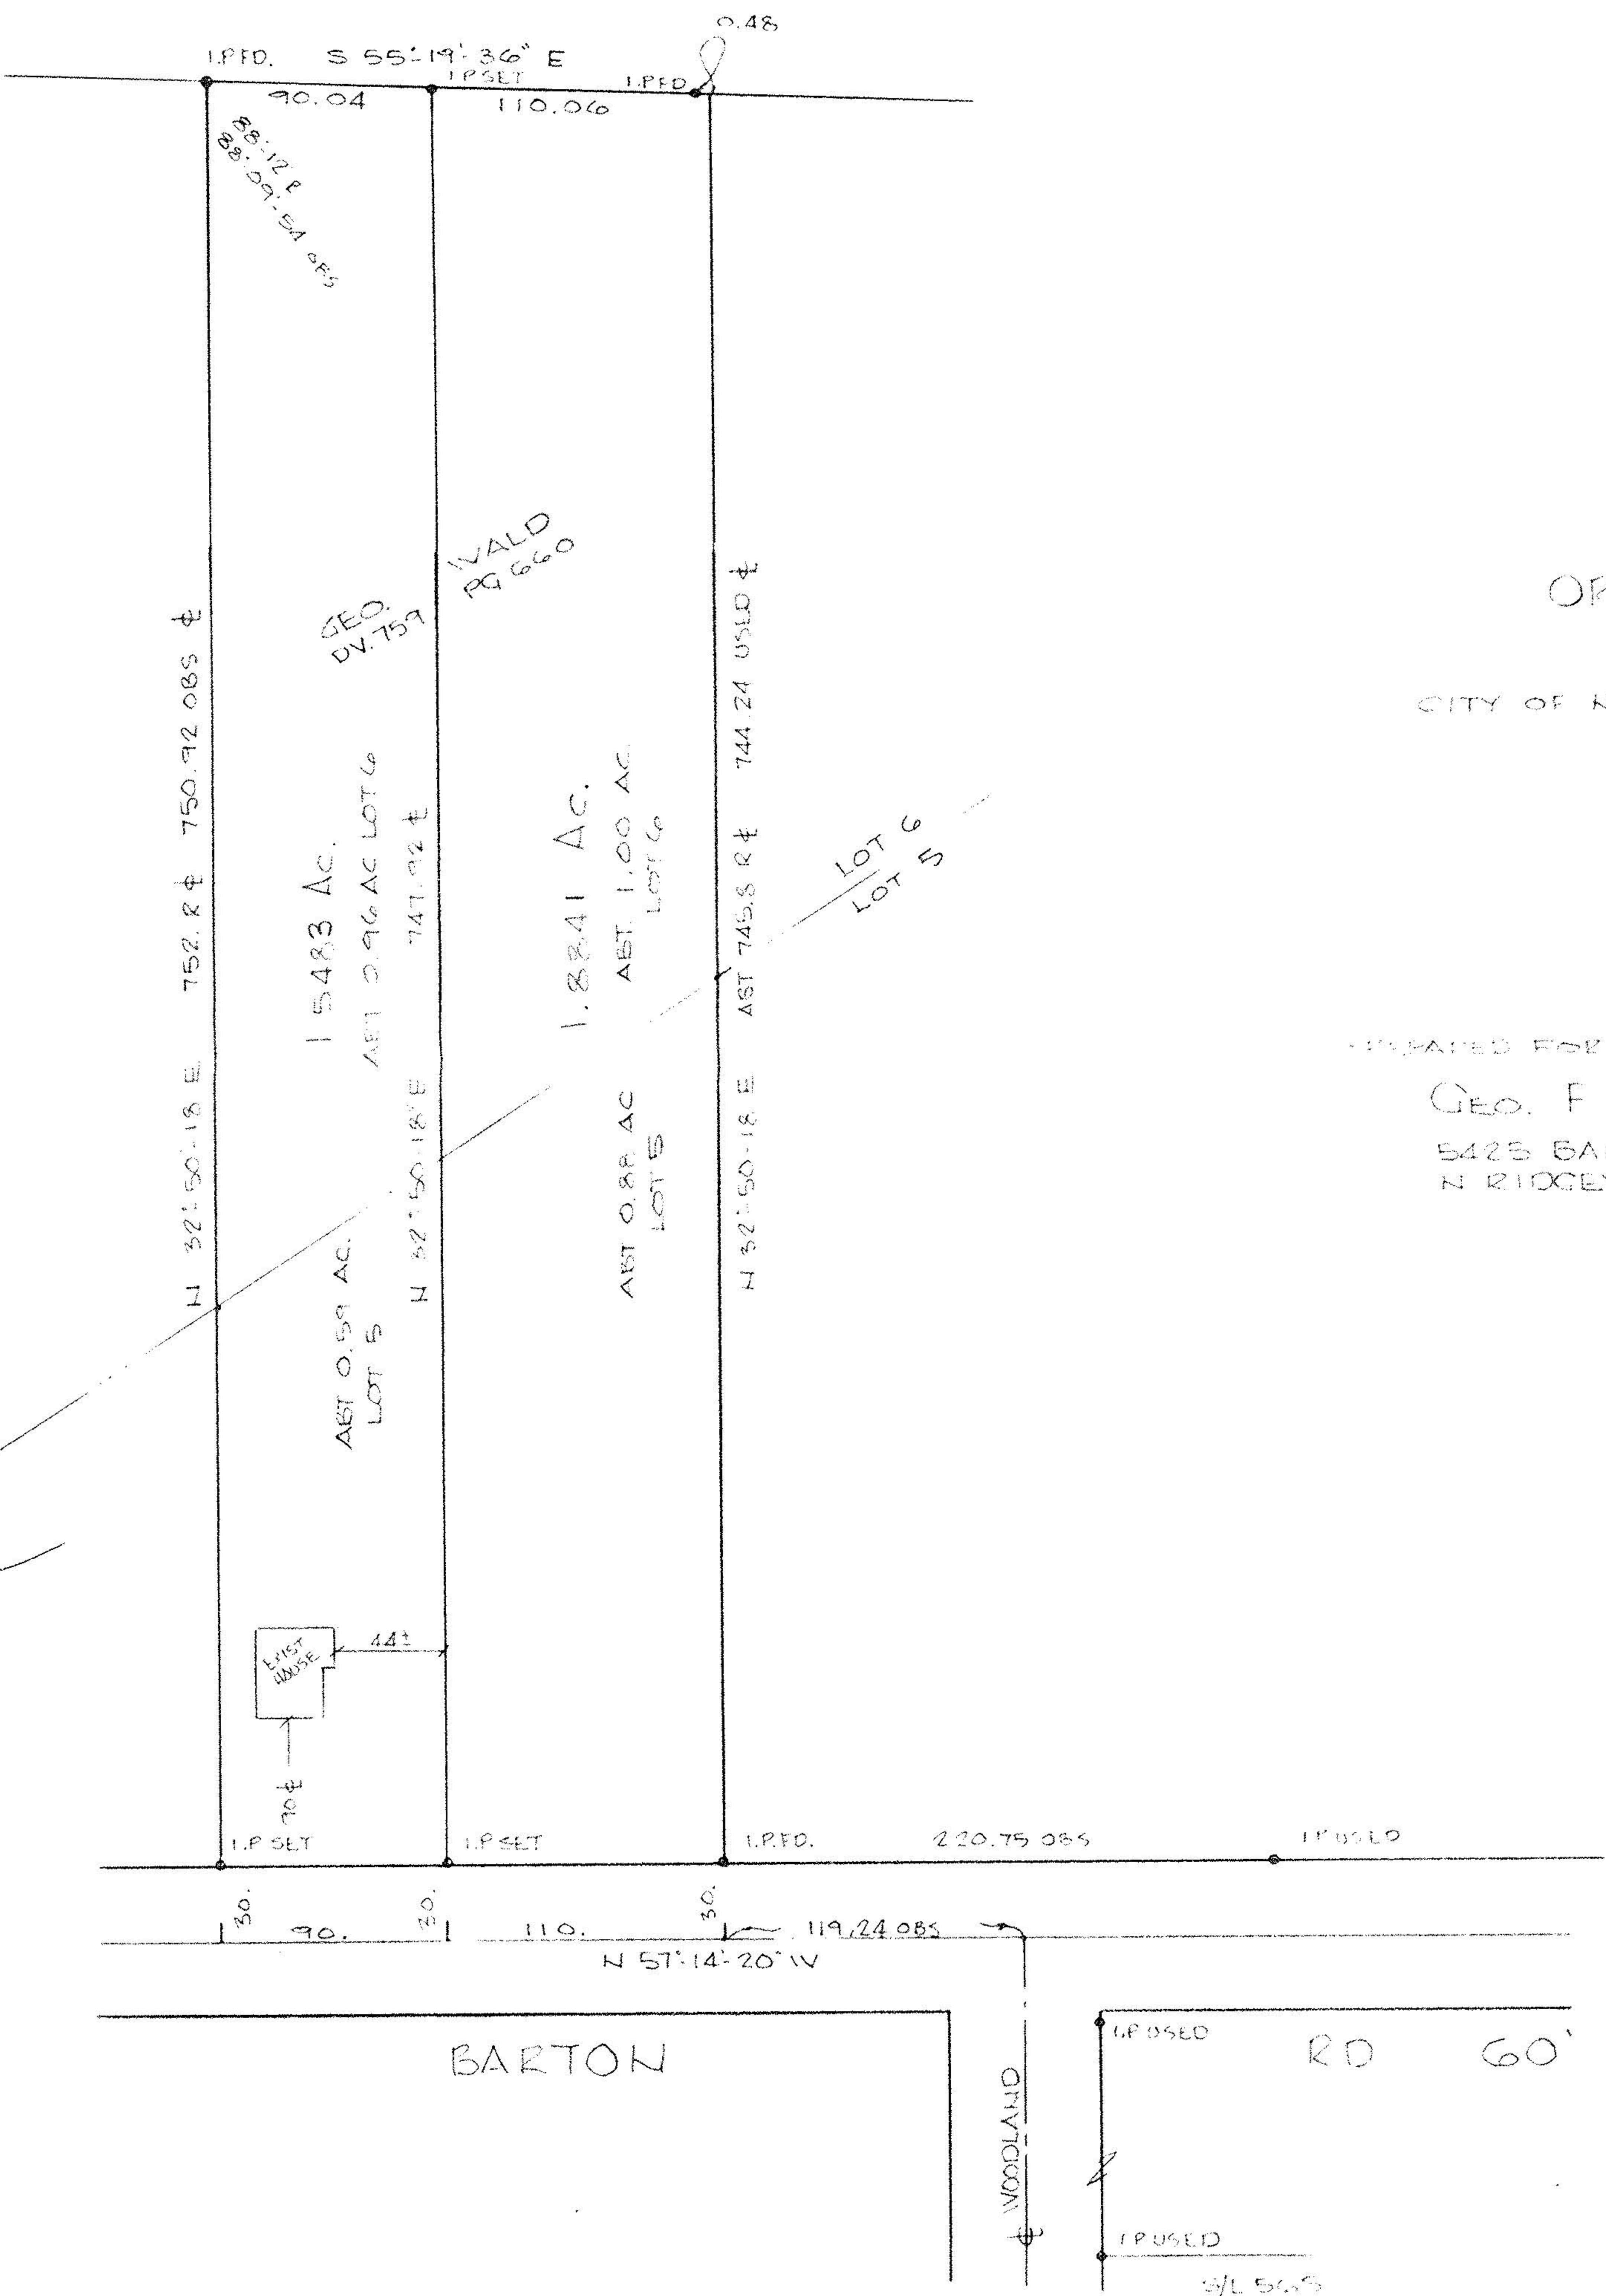 0.48
I.P.FD. S 55°-19'-36" E
I.P SET
I.P.FD
90.04
110.06
88°-12' R
88°-09'-54 OBS
WALD
PG 660
GEO.
DV. 759
N 32°-50'-18 E 752. R ₵ 750.92 OBS ₵
1 5483 AC.
ABT 0.96 AC LOT 6
N 32°-50'-18" E 747.92 ₵
1.8841 AC.
ABT. 1.00 AC.
LOT 6
N 32°-50'-18 E ABT 745.8 R ₵ 744.24 USED ₵
LOT 6
LOT 5
ABT 0.88 AC
LOT 5
ABT 0.59 AC.
LOT 5
CITY OF
FOR
GEO. F
5425
N
EXIST
HOUSE
44±
70 ₵
I.P SET
I.P SET
I.P.FD.
220.75 OBS
I.P USED
30.
30.
30.
90.
110.
119.24 OBS
N 57°-14'-20" W
BARTON
RD 60'
I.P USED
₵ WOODLAND
I.P USED
S/L 565